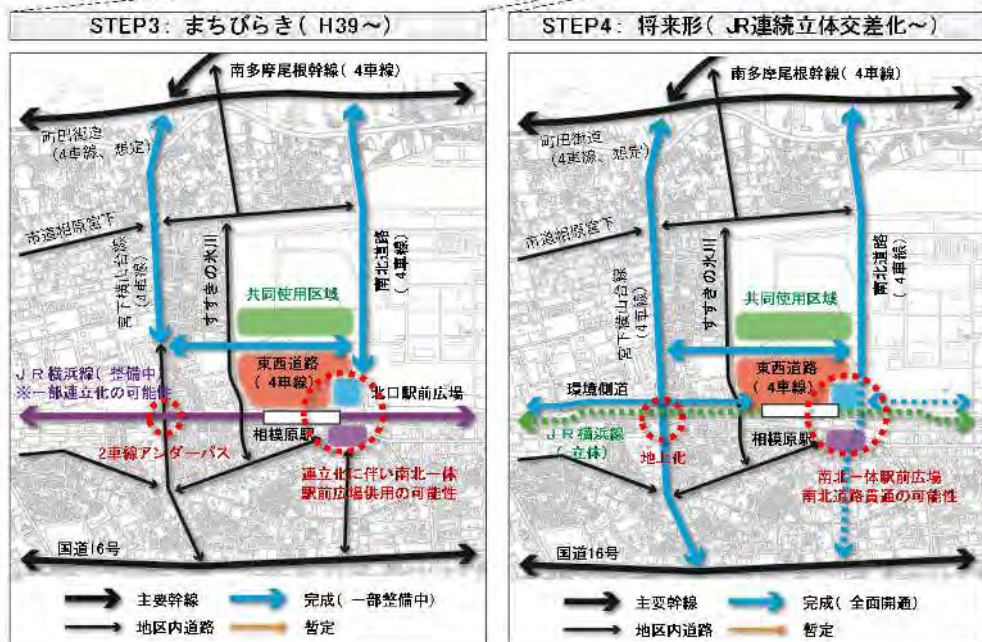 STEP3: まちびらき( H39～)
南多摩尾根幹線( 4車線)
町田街道
(4車線、想定)
市道相原宮下
宮下横山台線
(4車線)
すすきの氷川
南北道路
( 4車線)
共同使用区域
東西道路
( 4車線)
JR横浜線( 整備中)
※一部連立化の可能性
北口駅前広場
相模原駅
2車線アンダーパス
連立化に伴い南北一体
駅前広場供用の可能性
国道16号
主要幹線
完成( 一部整備中)
地区内道路
暫定
STEP4: 将来形( JR連続立体交差化～)
南多摩尾根幹線( 4車線)
町田街道
(4車線、想定)
市道相原宮下
宮下横山台線
(4車線)
すすきの氷川
南北道路
( 4車線)
共同使用区域
東西道路
( 4車線)
環境側道
JR横浜線
( 立体)
地上化
相模原駅
南北一体駅前広場
南北道路貫通の可能性
国道16号
主要幹線
完成( 全面開通)
地区内道路
暫定